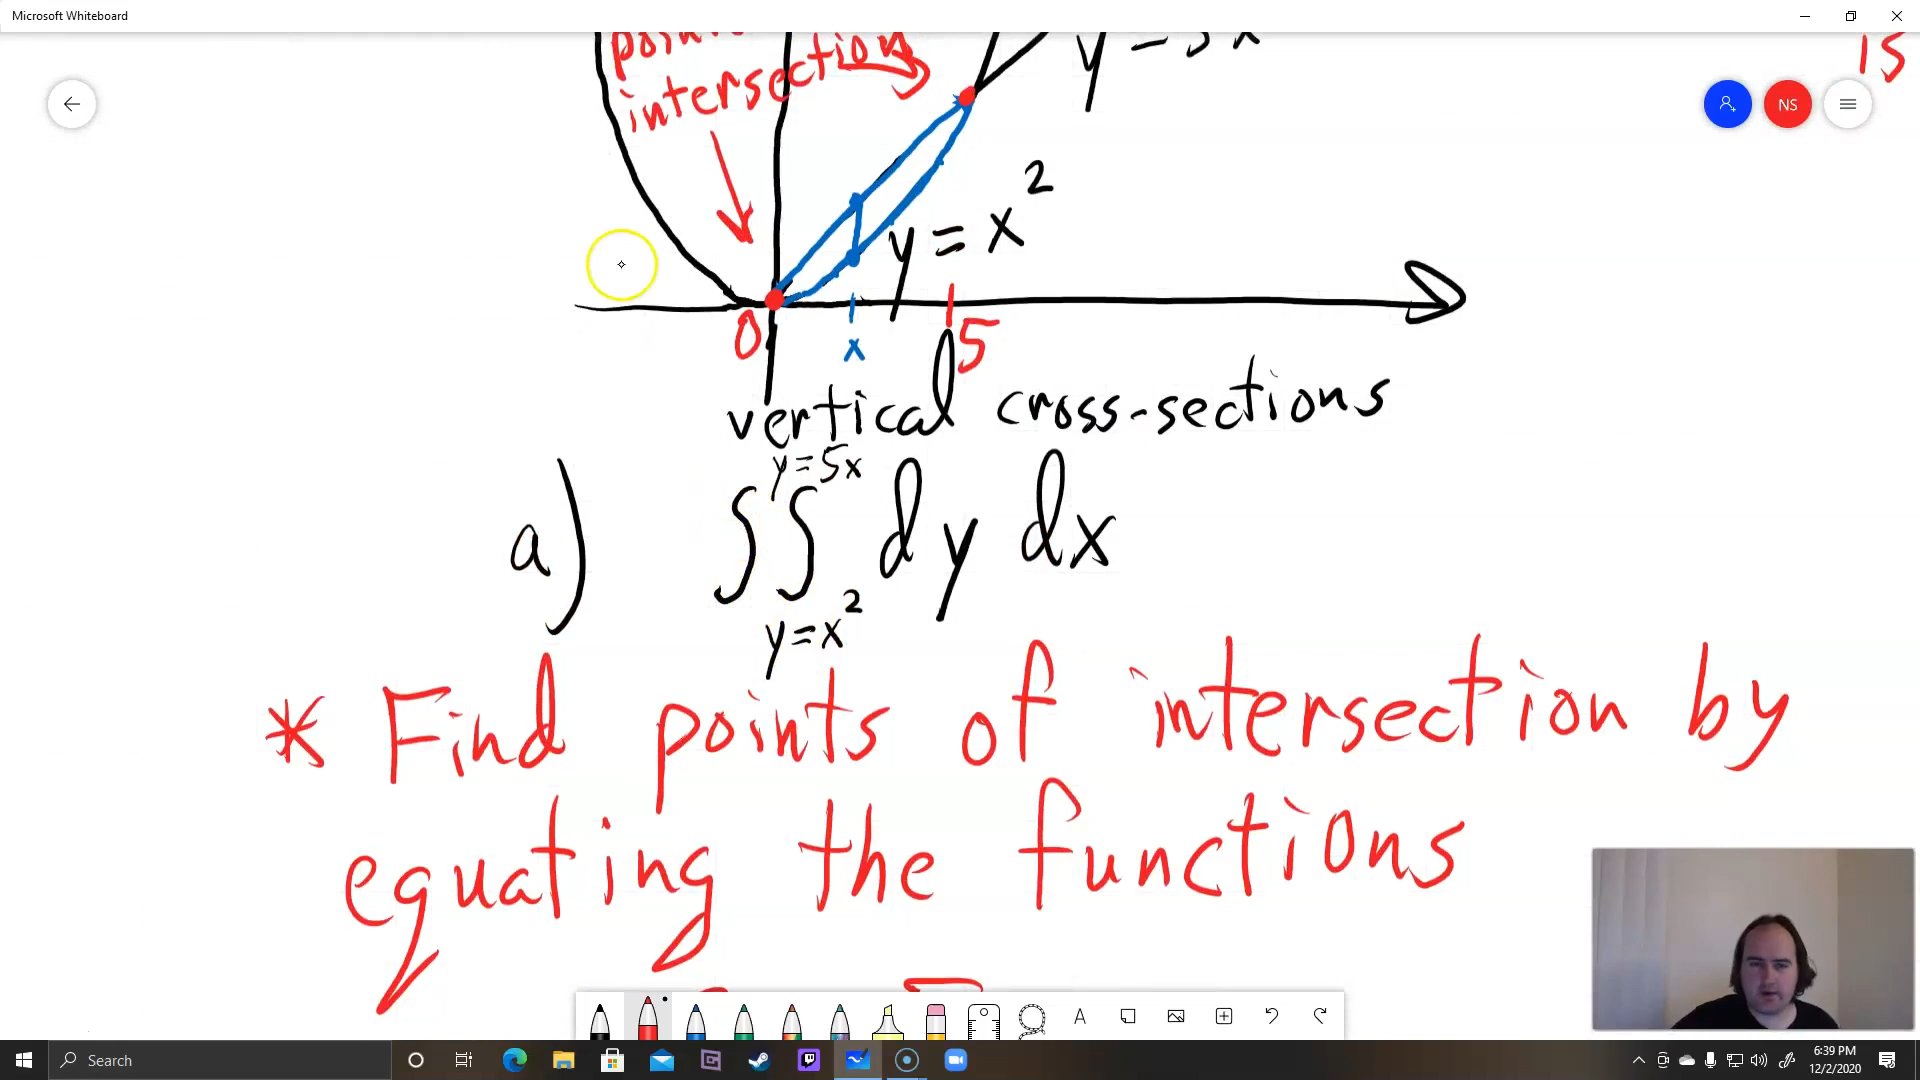 Microsoft Whiteboard
intersection
15
NS
y = x²
0
x
5
vertical cross-sections
y=5x
a) ∫∫ dy dx
y=x²
* Find points of intersection by
equating the functions
Search
6:39 PM
12/2/2020